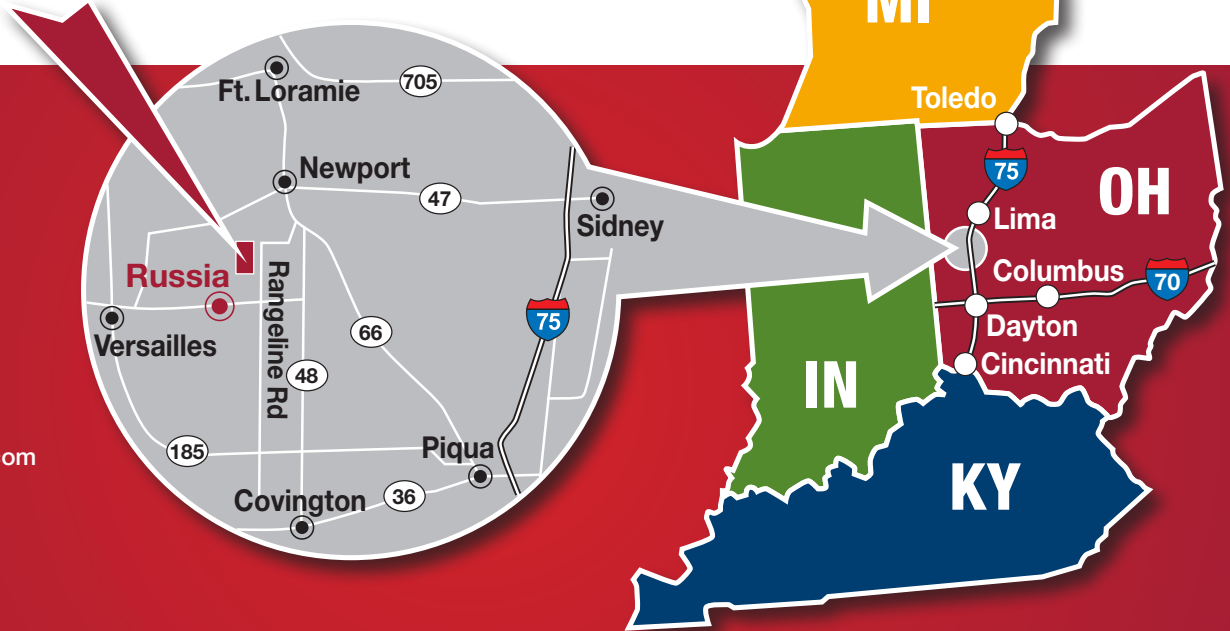 MI
Ft. Loramie
705
Toledo
Newport
75
47
OH
Sidney
Lima
Russia
Columbus
70
Rangeline Rd
75
Dayton
Versailles
66
Cincinnati
48
IN
185
om
Piqua
KY
Covington
36